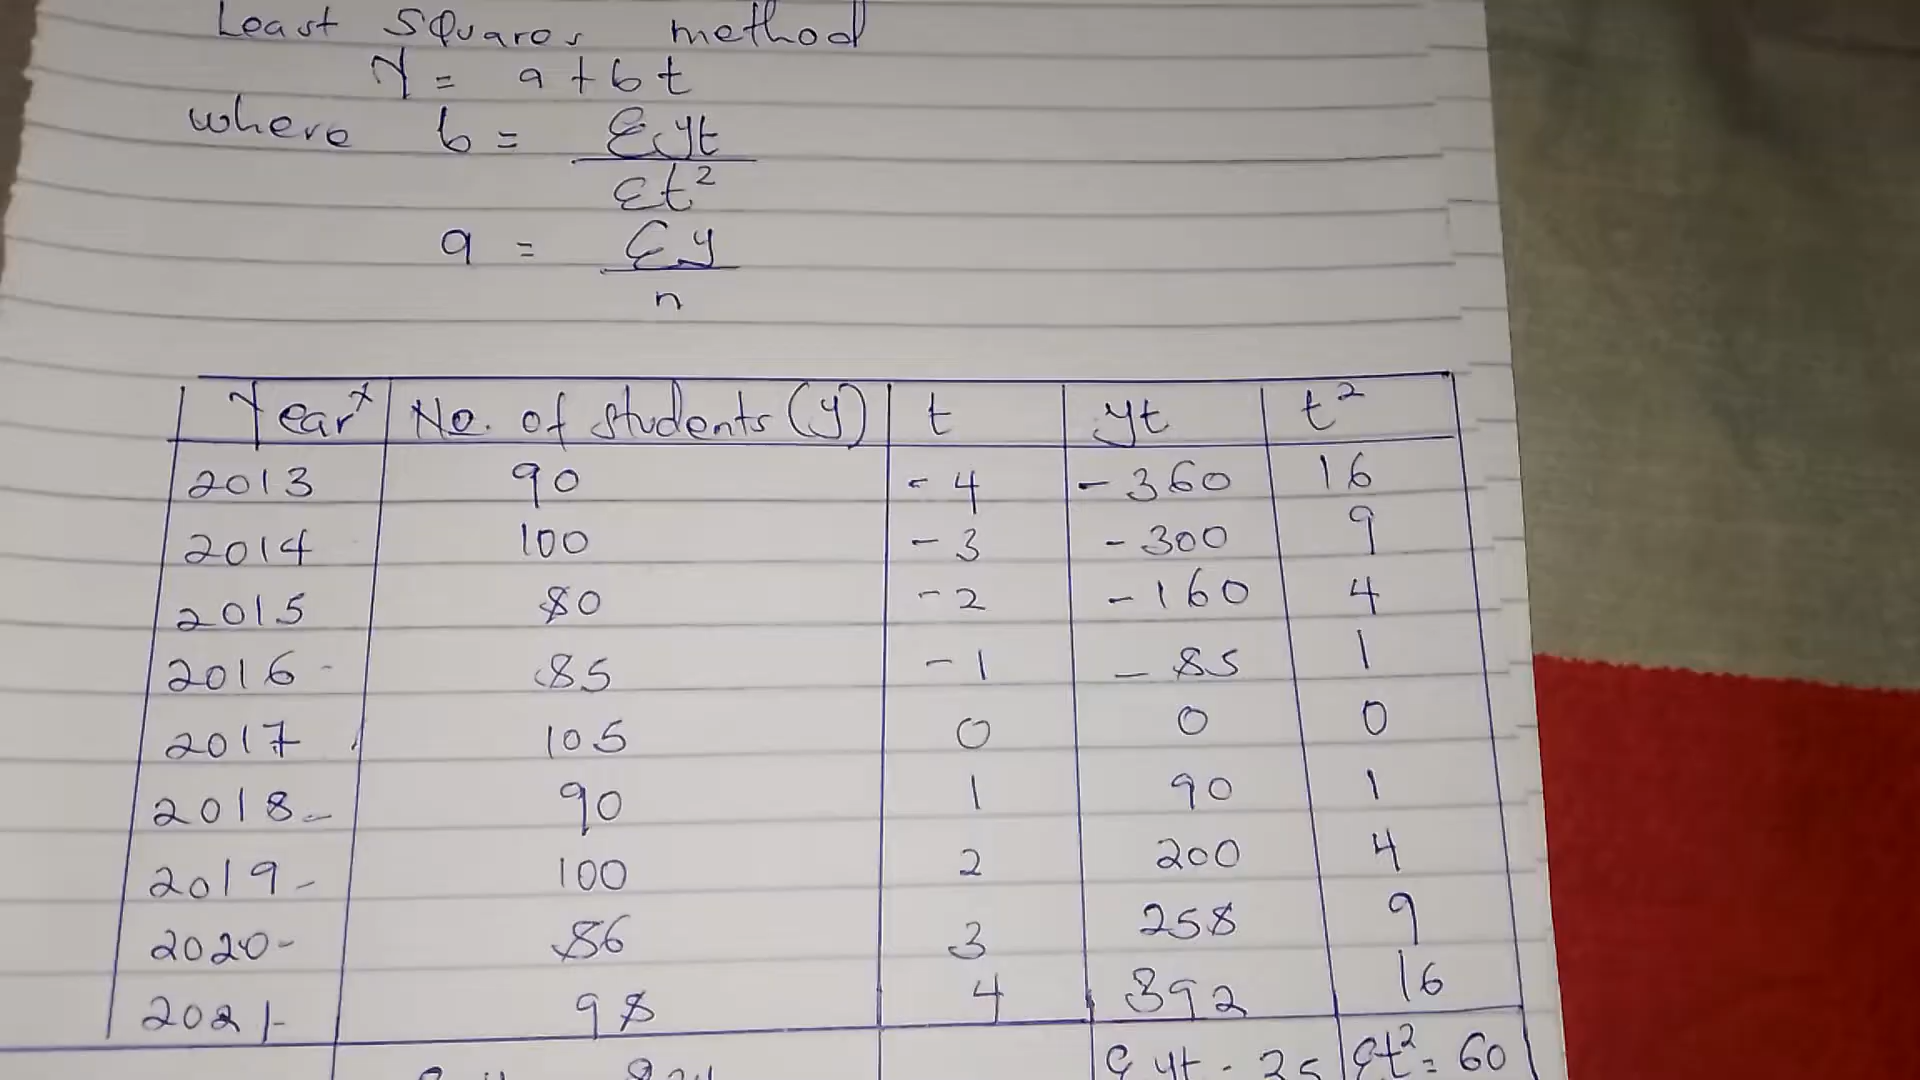 Least Squares method
Y = a + bt
where b = Σyt
Σt²
a = Σy
n
Year x No. of students (y) t yt t²
2013 90 -4 -360 16
2014 100 -3 -300 9
2015 80 -2 -160 4
2016 - 85 -1 -85 1
2017 105 0 0 0
2018 - 90 1 90 1
2019 - 100 2 200 4
2020 - 86 3 258 9
2021 - 98 4 392 16
Σyt = 35 Σt² = 60